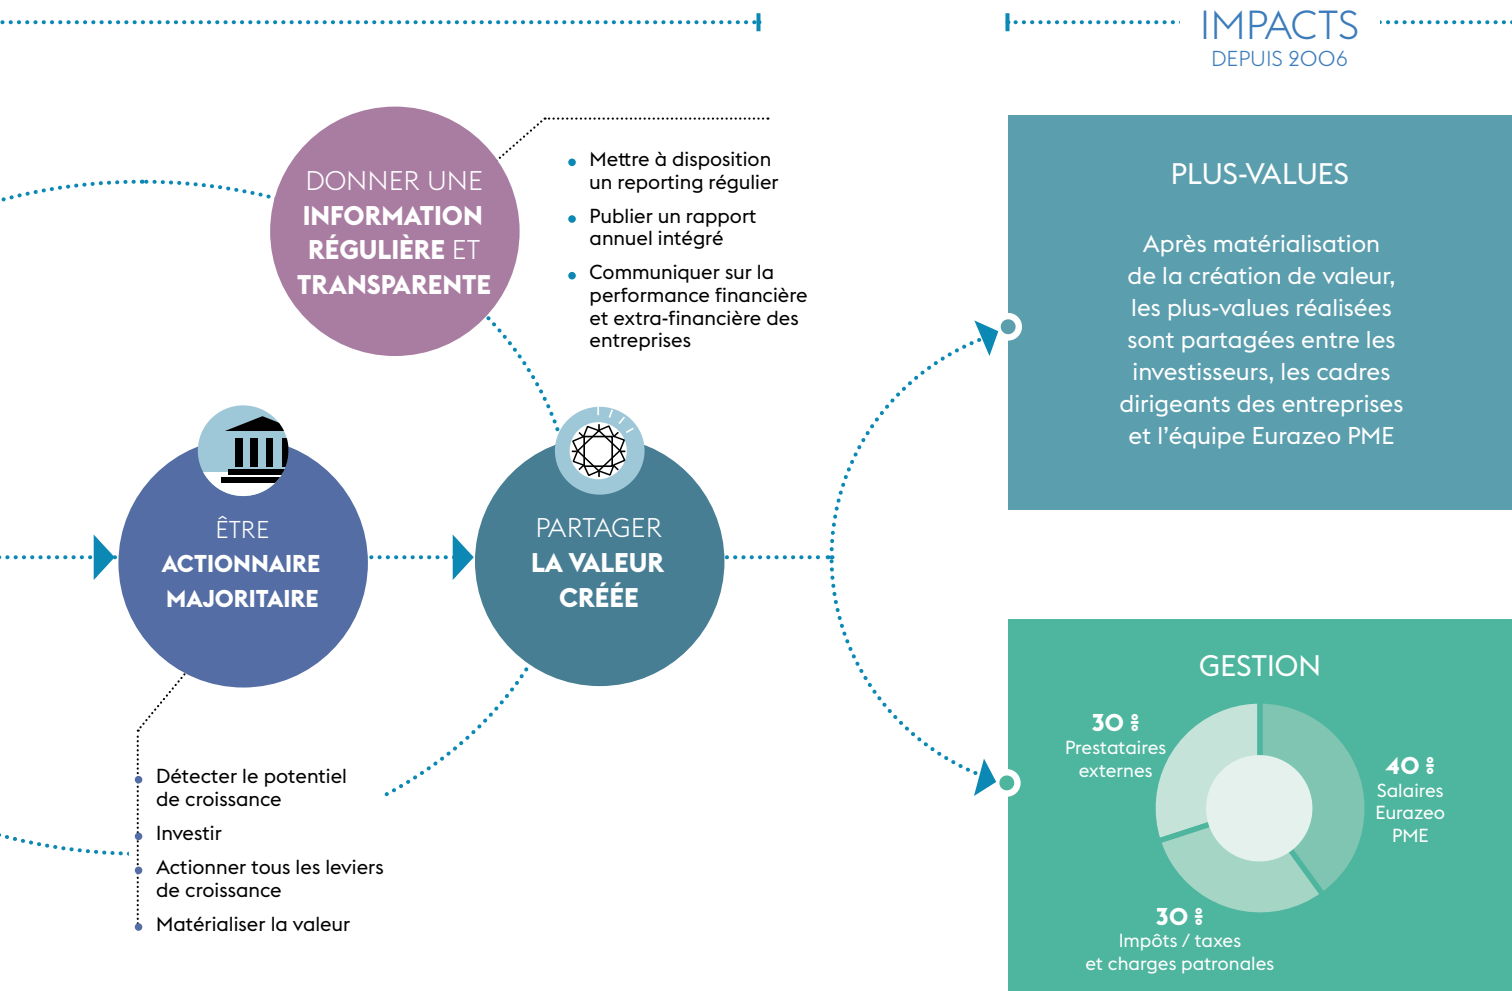 IMPACTS
DEPUIS 2006
DONNER UNE
INFORMATION
RÉGULIÈRE ET
TRANSPARENTE
Mettre à disposition
un reporting régulier
Publier un rapport
annuel intégré
Communiquer sur la
performance financière
et extra-financière des
entreprises
PLUS-VALUES
Après matérialisation
de la création de valeur,
les plus-values réalisées
sont partagées entre les
investisseurs, les cadres
dirigeants des entreprises
et l’équipe Eurazeo PME
ÊTRE
ACTIONNAIRE
MAJORITAIRE
PARTAGER
LA VALEUR
CRÉÉE
Détecter le potentiel
de croissance
Investir
Actionner tous les leviers
de croissance
Matérialiser la valeur
GESTION
30 %
Prestataires
externes
40 %
Salaires
Eurazeo
PME
30 %
Impôts / taxes
et charges patronales